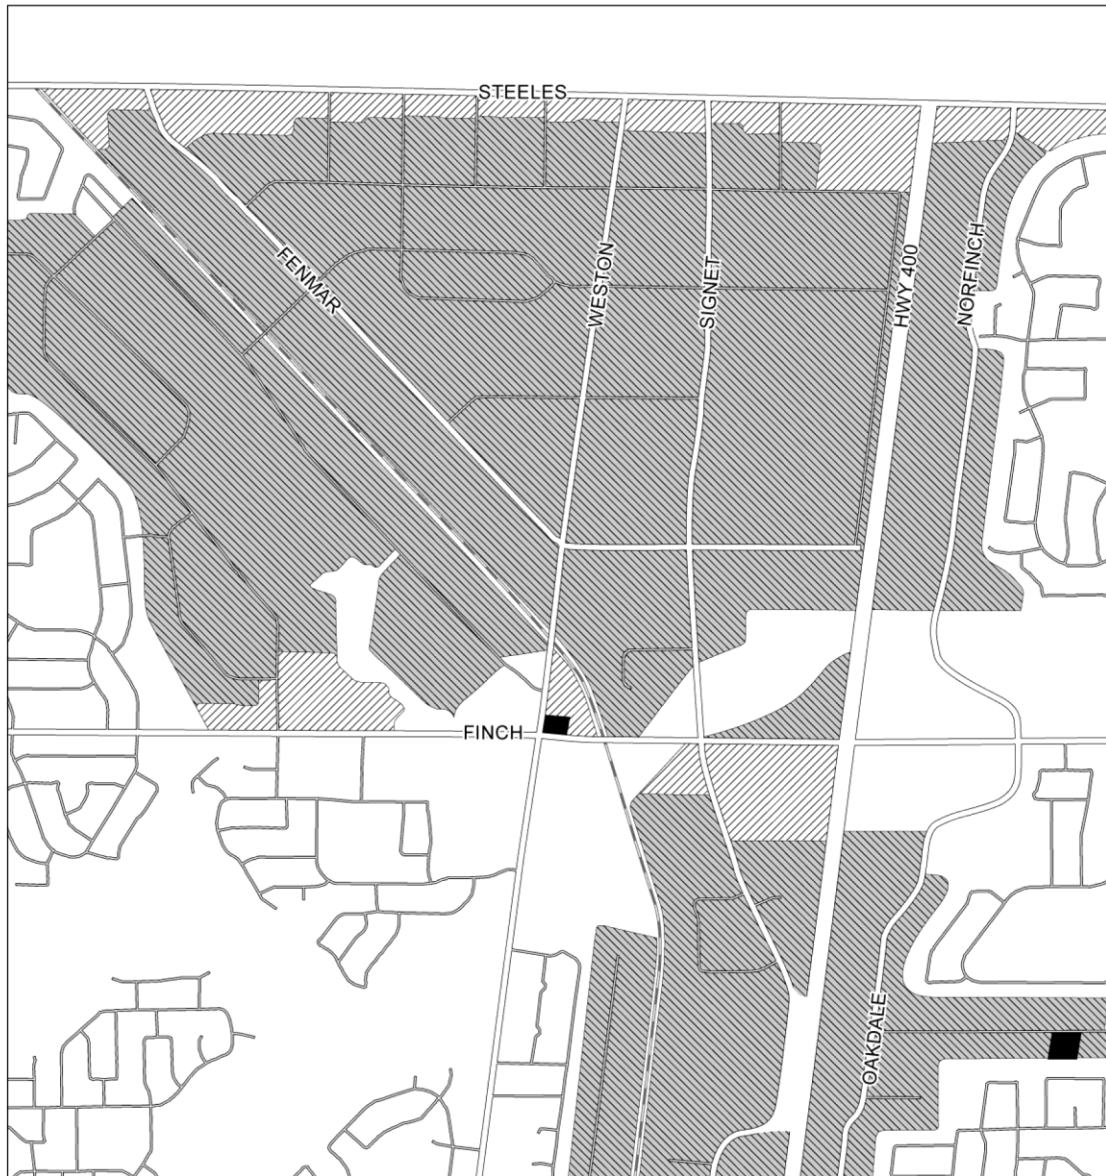 STEELES
FENMAR
WESTON
SIGNET
HWY 400
NORFINCH
FINCH
OAKDALE